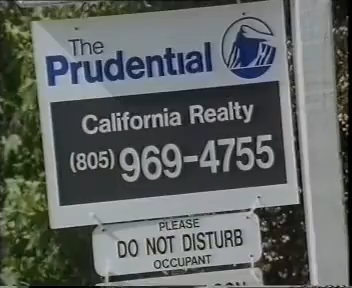 The
Prudential
California Realty
(805) 969-4755
PLEASE
DO NOT DISTURB
OCCUPANT